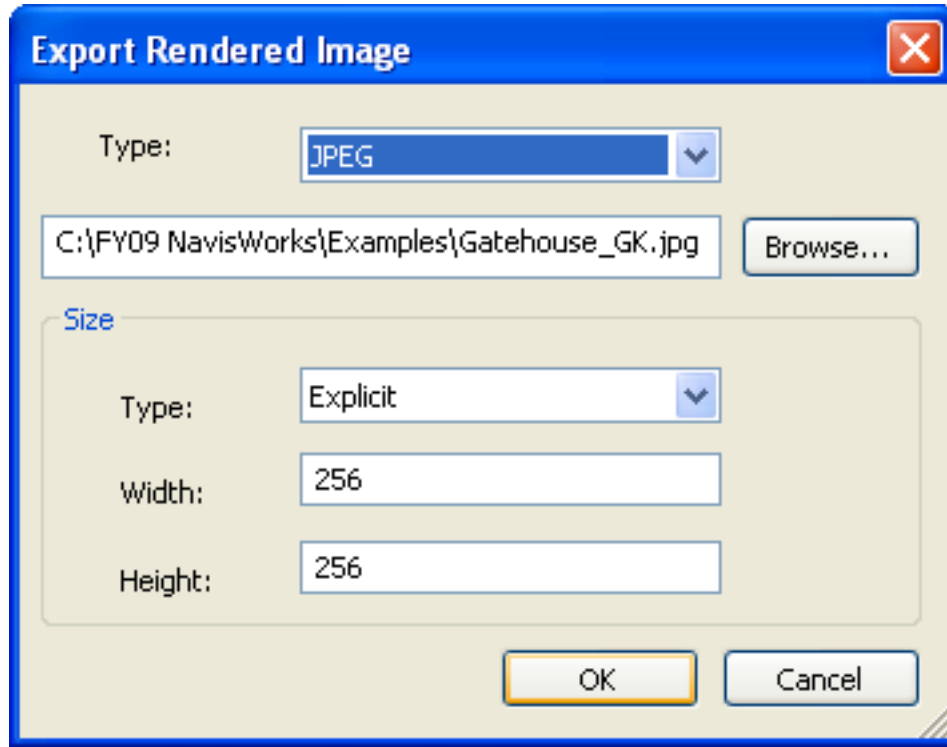 Export Rendered Image
Type: JPEG
C:\FY09 NavisWorks\Examples\Gatehouse_GK.jpg Browse...
Size
Type: Explicit
Width: 256
Height: 256
OK Cancel